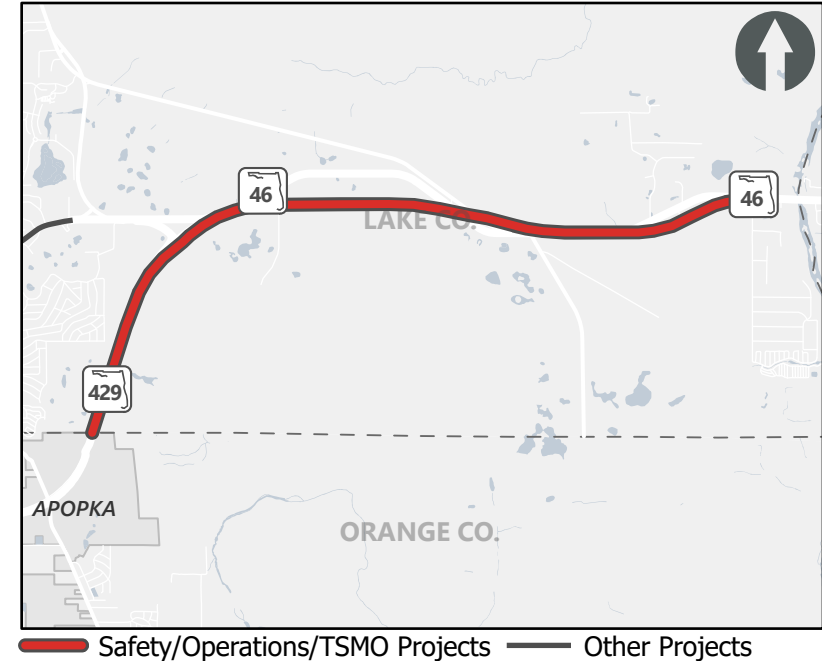 46
46
LAKE CO.
429
APOPKA
ORANGE CO.
Safety/Operations/TSMO Projects
Other Projects